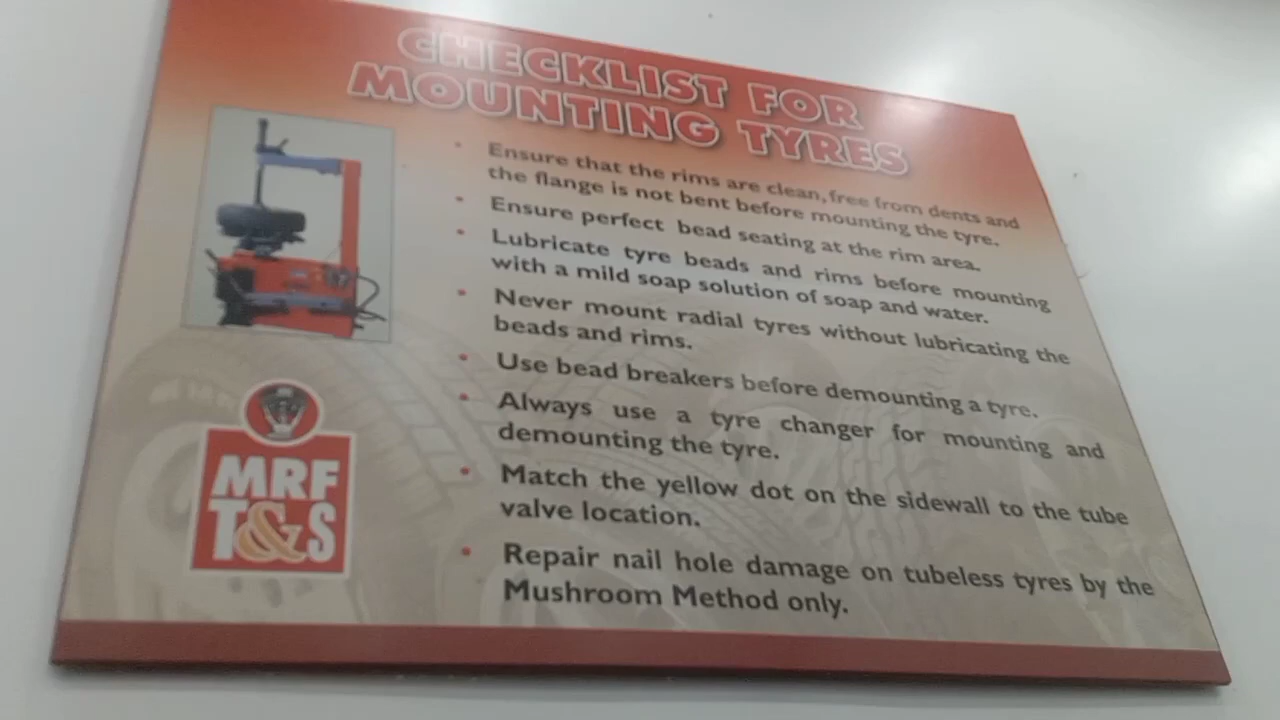 CHECKLIST FOR
MOUNTING TYRES
• Ensure that the rims are clean, free from dents and
the flange is not bent before mounting the tyre.
• Ensure perfect bead seating at the rim area.
• Lubricate tyre beads and rims before mounting
with a mild soap solution of soap and water.
• Never mount radial tyres without lubricating the
beads and rims.
• Use bead breakers before demounting a tyre.
• Always use a tyre changer for mounting and
demounting the tyre.
• Match the yellow dot on the sidewall to the tube
valve location.
• Repair nail hole damage on tubeless tyres by the
Mushroom Method only.
MRF
T&S